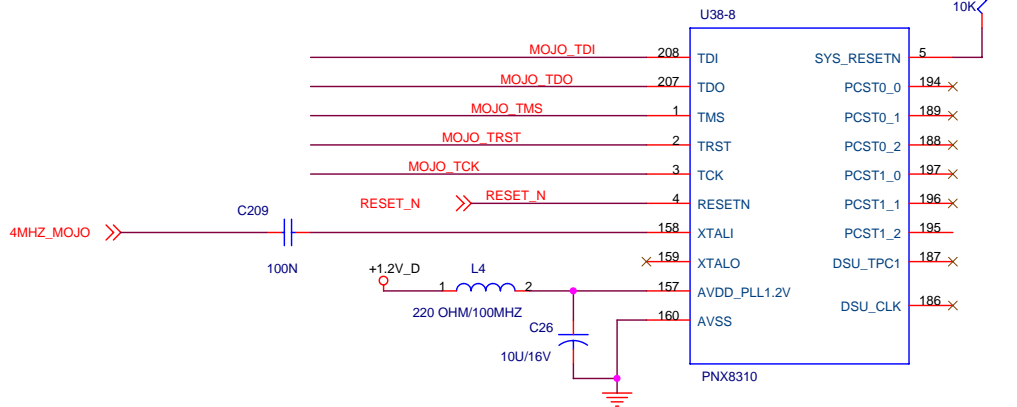 10K
U38-8
MOJO_TDI 208 TDI SYS_RESETN 5
MOJO_TDO 207 TDO PCST0_0 194
MOJO_TMS 1 TMS PCST0_1 189
MOJO_TRST 2 TRST PCST0_2 188
MOJO_TCK 3 TCK PCST1_0 197
RESET_N RESET_N 4 RESETN PCST1_1 196
C209
4MHZ_MOJO 158 XTALI PCST1_2 195
100N
159 XTALO DSU_TPC1 187
+1.2V_D L4
1 2 157 AVDD_PLL1.2V
DSU_CLK 186
220 OHM/100MHZ
160 AVSS
C26
10U/16V
PNX8310